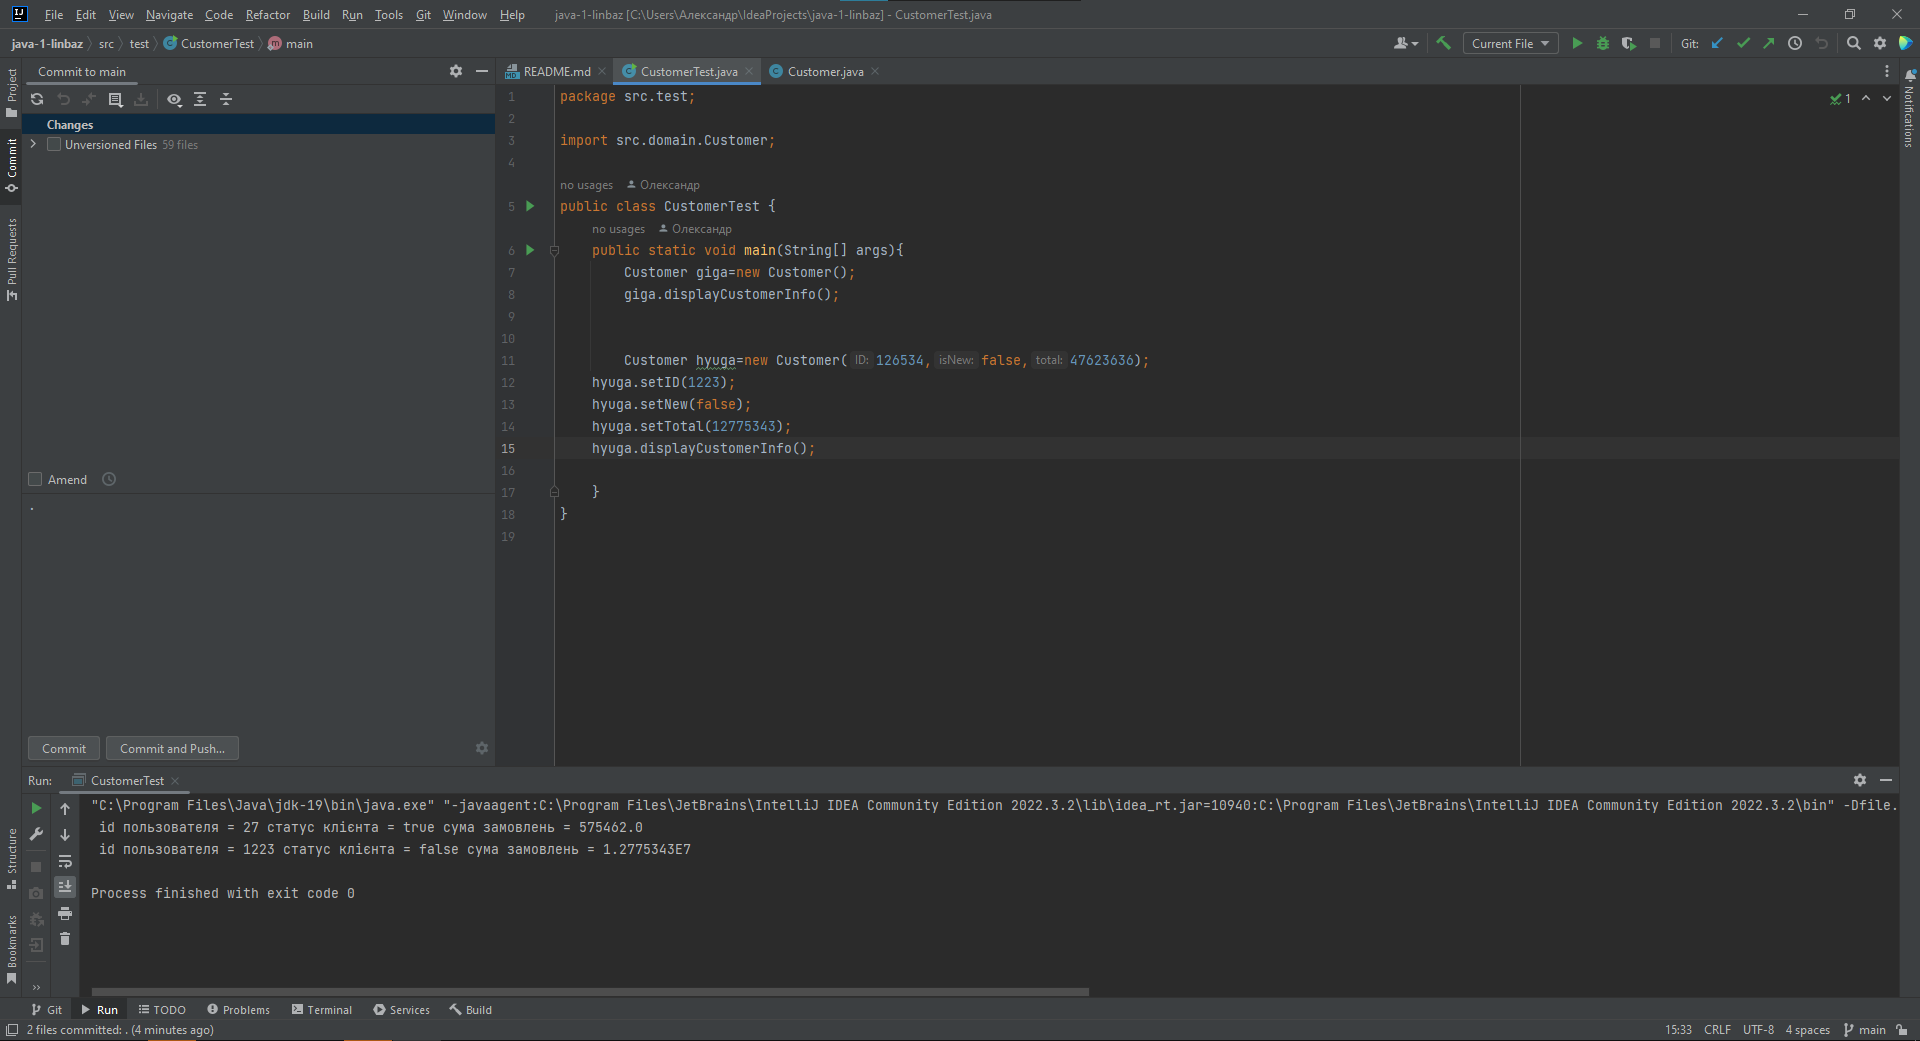 File Edit View Navigate Code Refactor Build Run Tools Git Window Help java-1-linbaz [C:\Users\Александр\IdeaProjects\java-1-linbaz] - CustomerTest.java
java-1-linbaz src test CustomerTest main
Current File Git:
Project
Commit
Pull Requests
Structure
Bookmarks
Notifications
Commit to main
Changes
Unversioned Files 59 files
Amend
.
Commit Commit and Push...
README.md CustomerTest.java Customer.java
1
1 package src.test;
2
3 import src.domain.Customer;
4
no usages Олександр
5 public class CustomerTest {
no usages Олександр
6 public static void main(String[] args){
7 Customer giga=new Customer();
8 giga.displayCustomerInfo();
9
10
11 Customer hyuga=new Customer( ID: 126534, isNew: false, total: 47623636);
12 hyuga.setID(1223);
13 hyuga.setNew(false);
14 hyuga.setTotal(12775343);
15 hyuga.displayCustomerInfo();
16
17 }
18 }
19
Run: CustomerTest
"C:\Program Files\Java\jdk-19\bin\java.exe" "-javaagent:C:\Program Files\JetBrains\IntelliJ IDEA Community Edition 2022.3.2\lib\idea_rt.jar=10940:C:\Program Files\JetBrains\IntelliJ IDEA Community Edition 2022.3.2\bin" -Dfile.
id пользователя = 27 статус клієнта = true сума замовлень = 575462.0
id пользователя = 1223 статус клієнта = false сума замовлень = 1.2775343E7
Process finished with exit code 0
Git Run TODO Problems Terminal Services Build
2 files committed: . (4 minutes ago) 15:33 CRLF UTF-8 4 spaces main